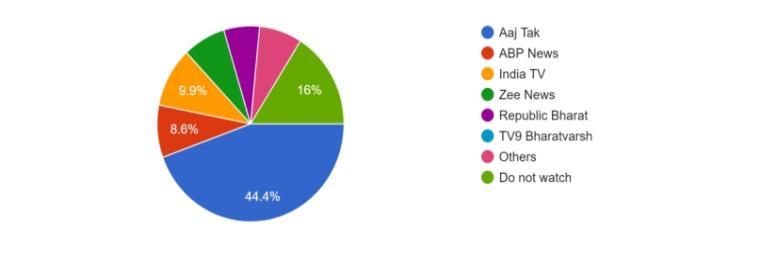 Aaj Tak
ABP News
India TV
Zee News
Republic Bharat
TV9 Bharatvarsh
Others
Do not watch
16%
9.9%
8.6%
44.4%